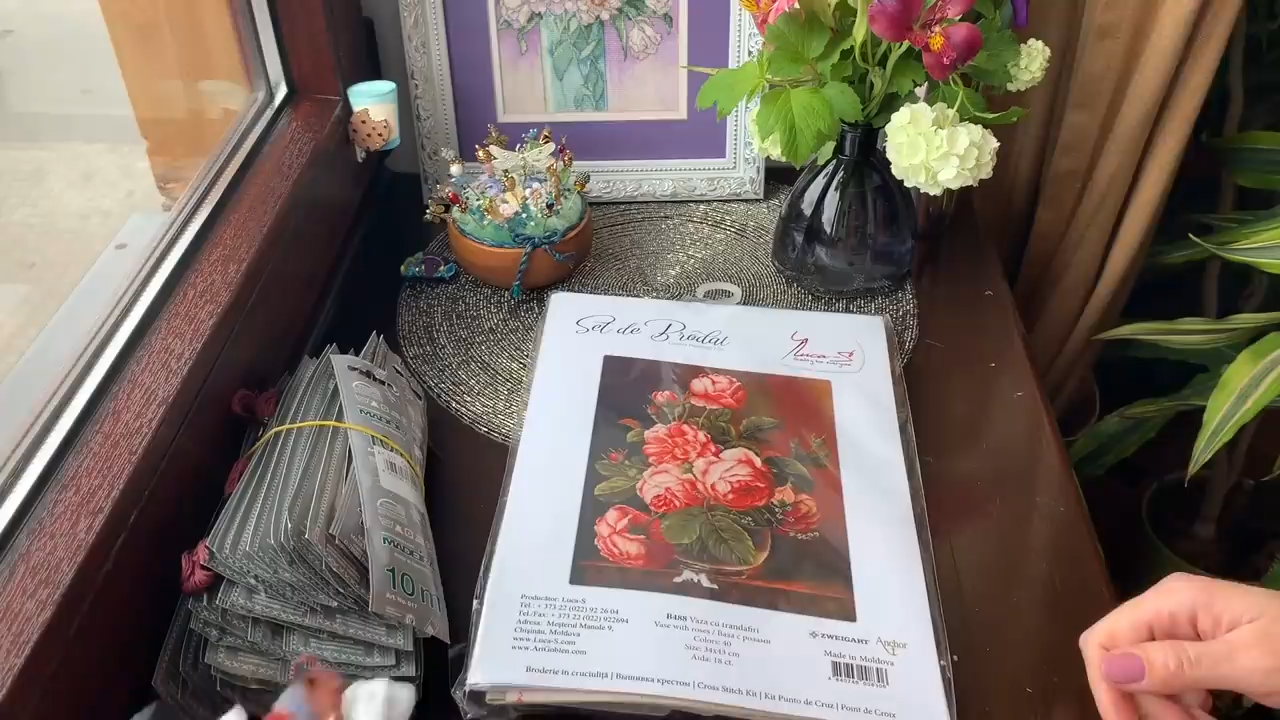 Set de Brodat
Luca-S
Producător: Luca-S
Tel.: + 373 22 (022) 92 26 04
Tel./Fax: + 373 22 (022) 922694
Adresa: Meșterul Manole 9,
Chișinău, Moldova
www.Luca-S.com
www.ArtGoblen.com
B488 Vaza cu trandafiri
Vase with roses / Ваза с розами
Colors: 40
Size: 34x43 cm
Aida: 18 ct.
ZWEIGART Anchor
Made in Moldova
Broderie în cruciuliță | Вышивка крестом | Cross Stitch Kit | Kit Punto de Cruz | Point de Croix
10 m